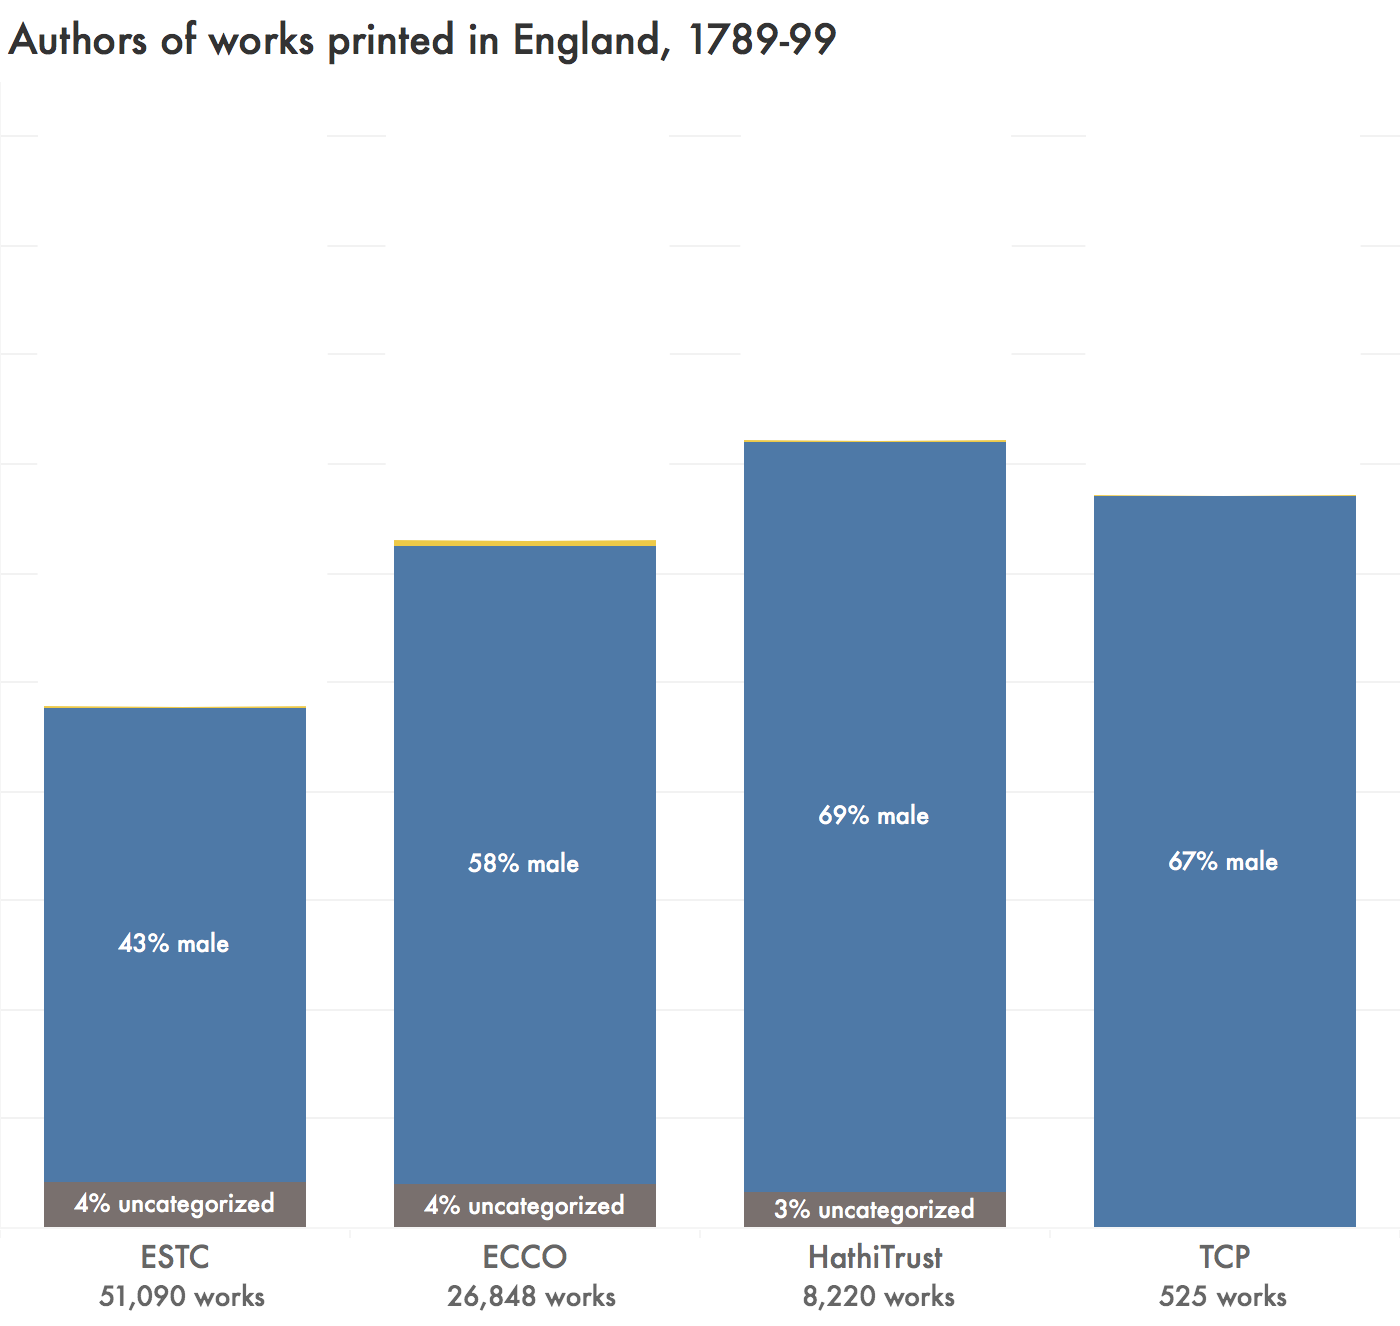 Authors of works printed in England, 1789-99
69% male
58% male
67% male
43% male
4% uncategorized
4% uncategorized
3% uncategorized
ESTC
ECCO
HathiTrust
TCP
51,090 works
26,848 works
8,220 works
525 works